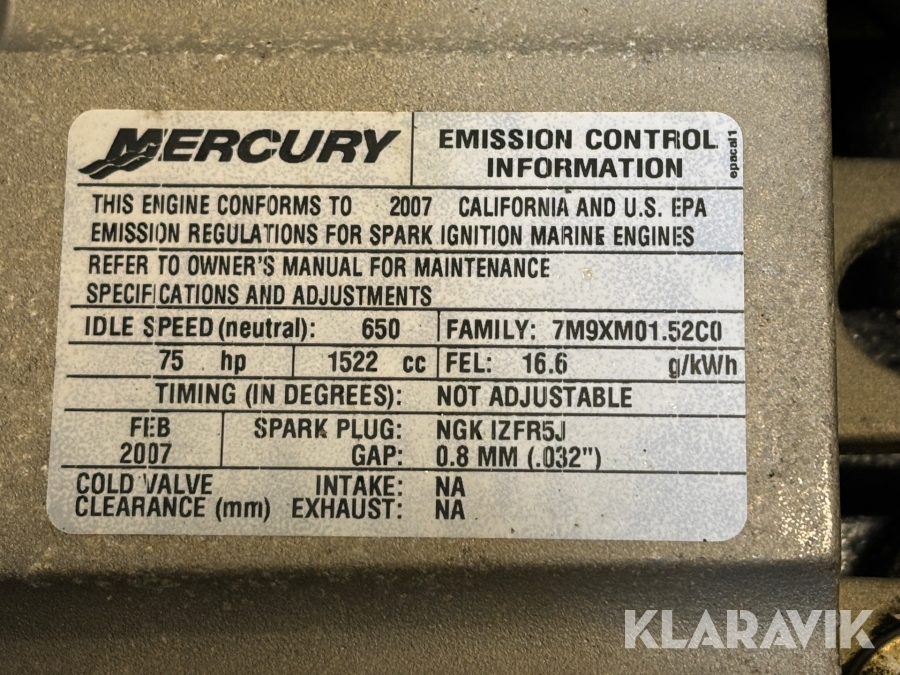 MERCURY
EMISSION CONTROL
INFORMATION
epacal1
THIS ENGINE CONFORMS TO 2007 CALIFORNIA AND U.S. EPA
EMISSION REGULATIONS FOR SPARK IGNITION MARINE ENGINES
REFER TO OWNER'S MANUAL FOR MAINTENANCE
SPECIFICATIONS AND ADJUSTMENTS
IDLE SPEED (neutral): 650 FAMILY: 7M9XM01.52C0
75 hp 1522 cc FEL: 16.6 g/kWh
TIMING (IN DEGREES): NOT ADJUSTABLE
FEB SPARK PLUG: NGK IZFR5J
2007 GAP: 0.8 MM (.032")
COLD VALVE INTAKE: NA
CLEARANCE (mm) EXHAUST: NA
KLARAVIK